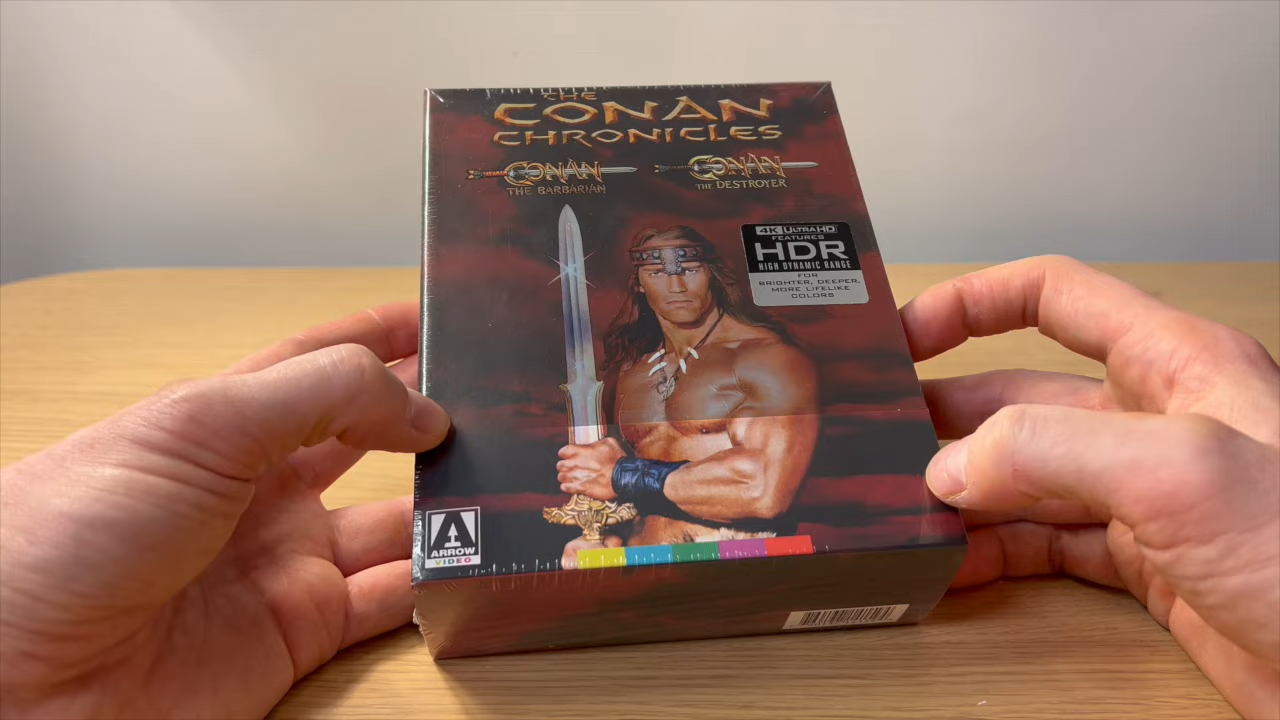 THE
CONAN
CHRONICLES
CONAN
THE BARBARIAN
CONAN
THE DESTROYER
4K ULTRA HD
FEATURES
HDR
HIGH DYNAMIC RANGE
FOR
BRIGHTER, DEEPER,
MORE LIFELIKE
COLORS
A
ARROW
VIDEO